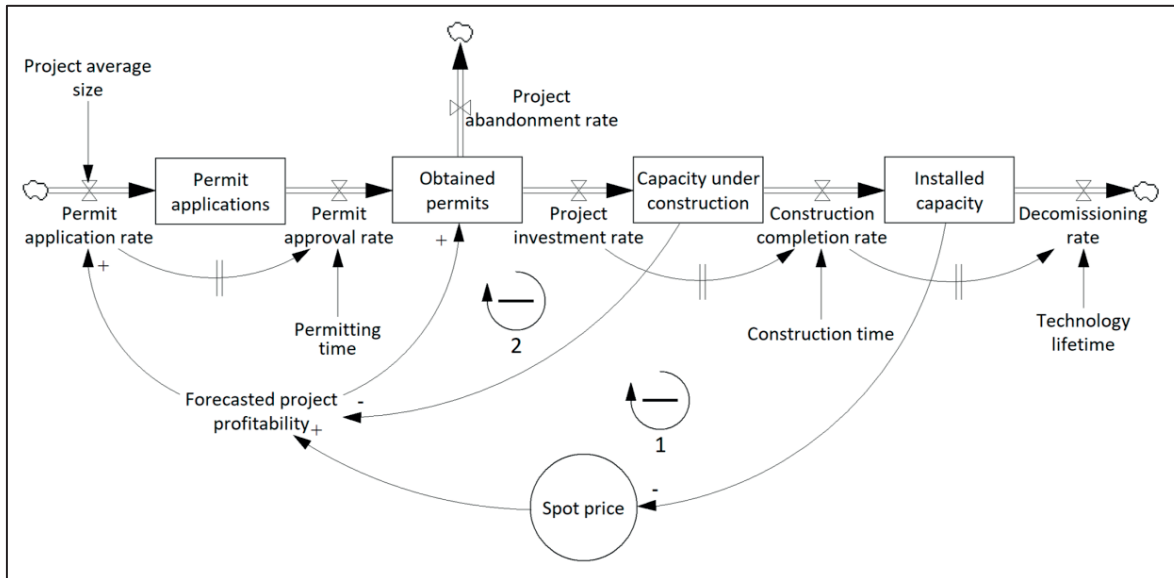 Project average
size
Project
abandonment rate
Permit
applications
Obtained
permits
Capacity under
construction
Installed
capacity
Permit
application rate
+
Permit
approval rate
+
Project
investment rate
Construction
completion rate
Decomissioning
rate
Permitting
time
2
Construction time
Technology
lifetime
Forecasted project
profitability
-
+
1
Spot price
-